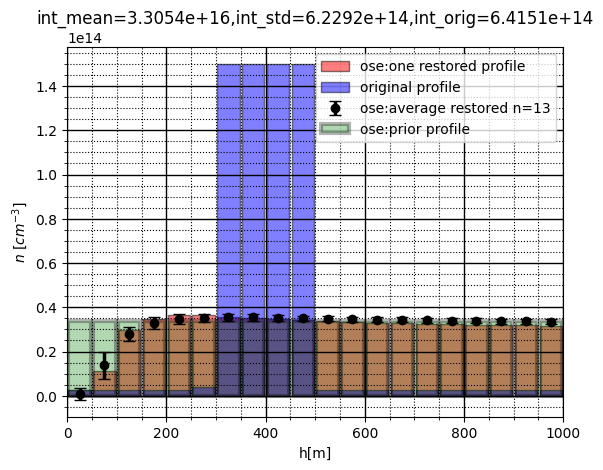 int_mean=3.3054e+16,int_std=6.2292e+14,int_orig=6.4151e+14
1e14
ose:one restored profile
original profile
ose:average restored n=13
ose:prior profile
1.4
1.2
1.0
0.8
0.6
0.4
0.2
0.0
n [cm⁻³]
0 200 400 600 800 1000
h[m]